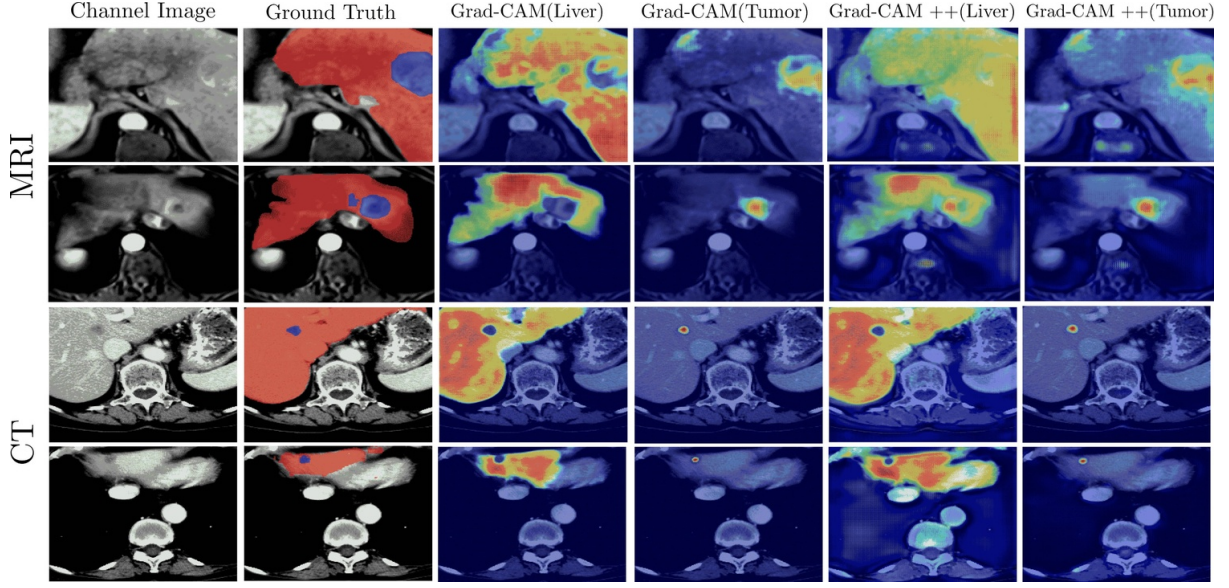 Channel Image
Ground Truth
Grad-CAM(Liver)
Grad-CAM(Tumor)
Grad-CAM ++(Liver)
Grad-CAM ++(Tumor)
MRI
CT